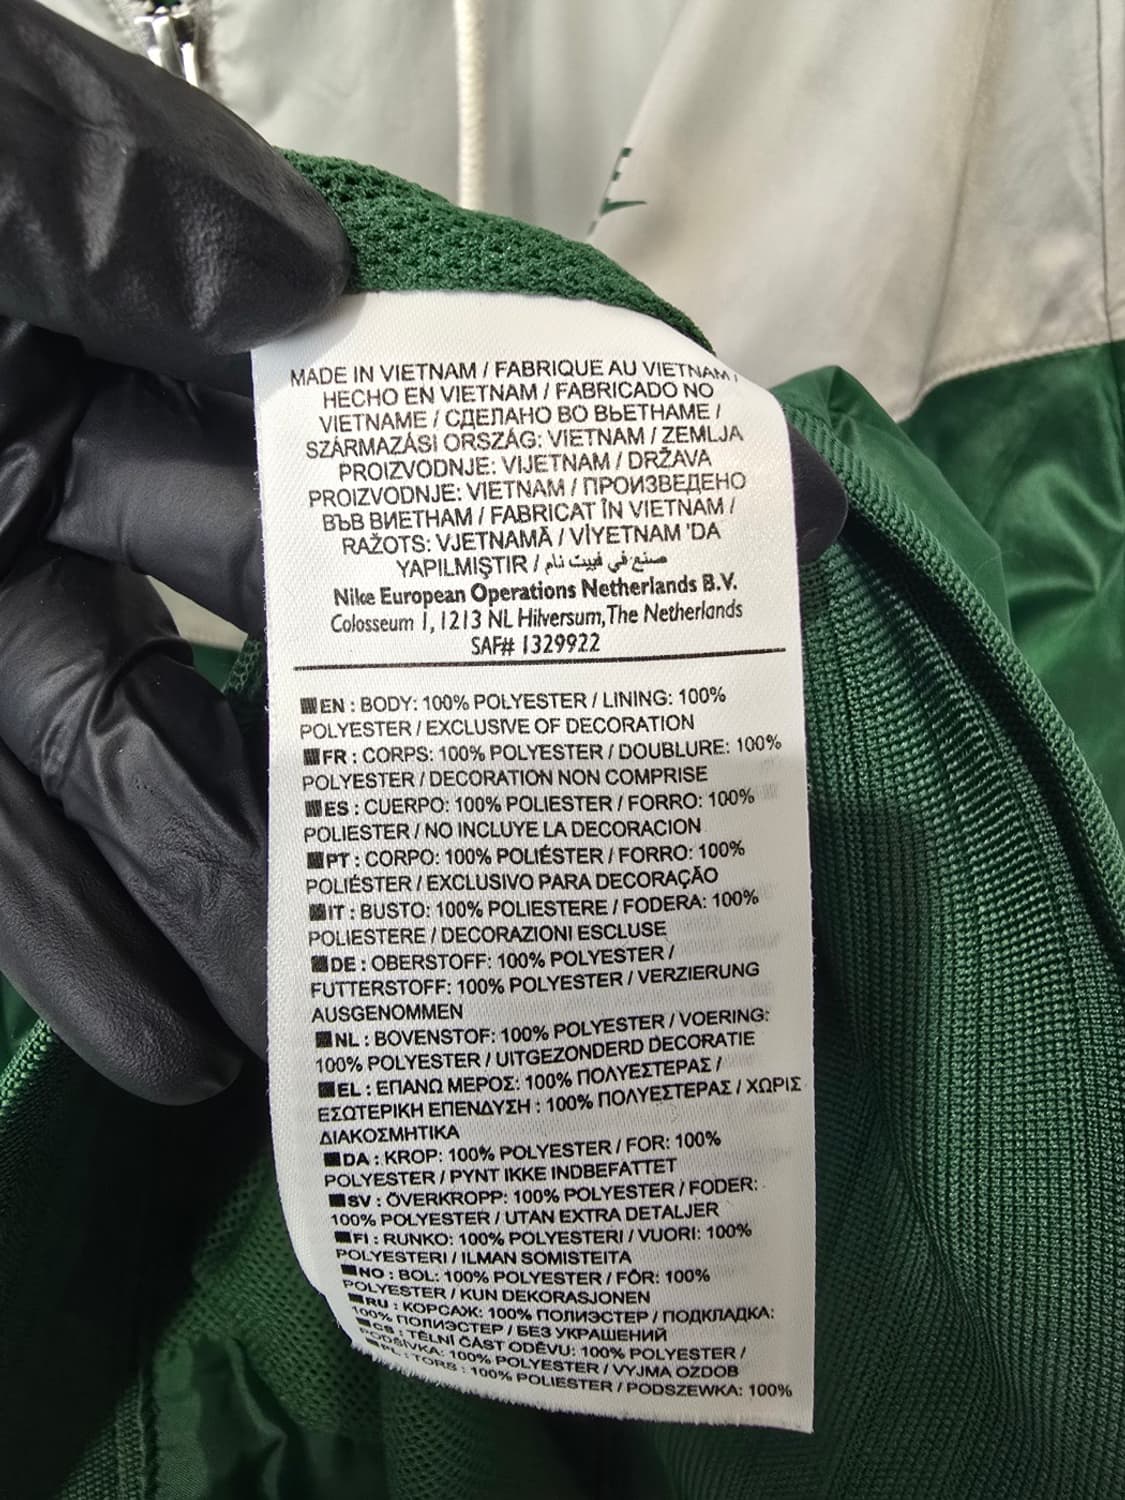 MADE IN VIETNAM / FABRIQUE AU VIETNAM /
HECHO EN VIETNAM / FABRICADO NO
VIETNAME / СДЕЛАНО ВО ВЬЕТНАМЕ /
SZÁRMAZÁSI ORSZÁG: VIETNAM / ZEMLJA
PROIZVODNJE: VIJETNAM / DRŽAVA
PROIZVODNJE: VIETNAM / ПРОИЗВЕДЕНО
ВЪВ ВИЕТНАМ / FABRICAT ÎN VIETNAM /
RAŽOTS: VJETNAMĀ / VİYETNAM 'DA
YAPILMIŞTIR / صنع في فييت نام
Nike European Operations Netherlands B.V.
Colosseum 1, 1213 NL Hilversum, The Netherlands
SAF# 1329922
EN : BODY: 100% POLYESTER / LINING: 100%
POLYESTER / EXCLUSIVE OF DECORATION
FR : CORPS: 100% POLYESTER / DOUBLURE: 100%
POLYESTER / DECORATION NON COMPRISE
ES : CUERPO: 100% POLIESTER / FORRO: 100%
POLIESTER / NO INCLUYE LA DECORACION
PT : CORPO: 100% POLIÉSTER / FORRO: 100%
POLIÉSTER / EXCLUSIVO PARA DECORAÇÃO
IT : BUSTO: 100% POLIESTERE / FODERA: 100%
POLIESTERE / DECORAZIONI ESCLUSE
DE : OBERSTOFF: 100% POLYESTER /
FUTTERSTOFF: 100% POLYESTER / VERZIERUNG
AUSGENOMMEN
NL : BOVENSTOF: 100% POLYESTER / VOERING:
100% POLYESTER / UITGEZONDERD DECORATIE
EL : ΕΠΑΝΩ ΜΕΡΟΣ: 100% ΠΟΛΥΕΣΤΕΡΑΣ /
ΕΣΩΤΕΡΙΚΗ ΕΠΕΝΔΥΣΗ : 100% ΠΟΛΥΕΣΤΕΡΑΣ / ΧΩΡΙΣ
ΔΙΑΚΟΣΜΗΤΙΚΑ
DA : KROP: 100% POLYESTER / FOR: 100%
POLYESTER / PYNT IKKE INDBEFATTET
SV : ÖVERKROPP: 100% POLYESTER / FODER:
100% POLYESTER / UTAN EXTRA DETALJER
FI : RUNKO: 100% POLYESTERI / VUORI: 100%
POLYESTERI / ILMAN SOMISTEITA
NO : BOL: 100% POLYESTER / FÔR: 100%
POLYESTER / KUN DEKORASJONEN
RU : КОРСАЖ: 100% ПОЛИЭСТЕР / ПОДКЛАДКА:
100% ПОЛИЭСТЕР / БЕЗ УКРАШЕНИЙ
CS : TĚLNÍ ČÁST ODĚVU: 100% POLYESTER /
PODŠÍVKA: 100% POLYESTER / VYJMA OZDOB
PL : TORS : 100% POLIESTER / PODSZEWKA: 100%